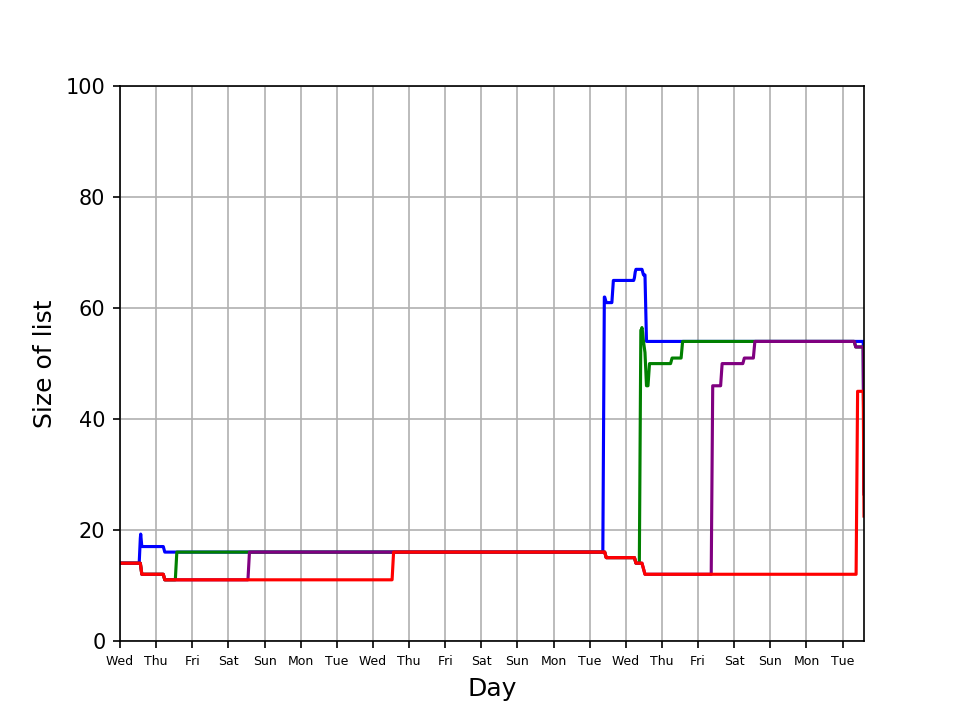 100
80
60
40
20
0
Size of list
Wed Thu Fri Sat Sun Mon Tue Wed Thu Fri Sat Sun Mon Tue Wed Thu Fri Sat Sun Mon Tue
Day